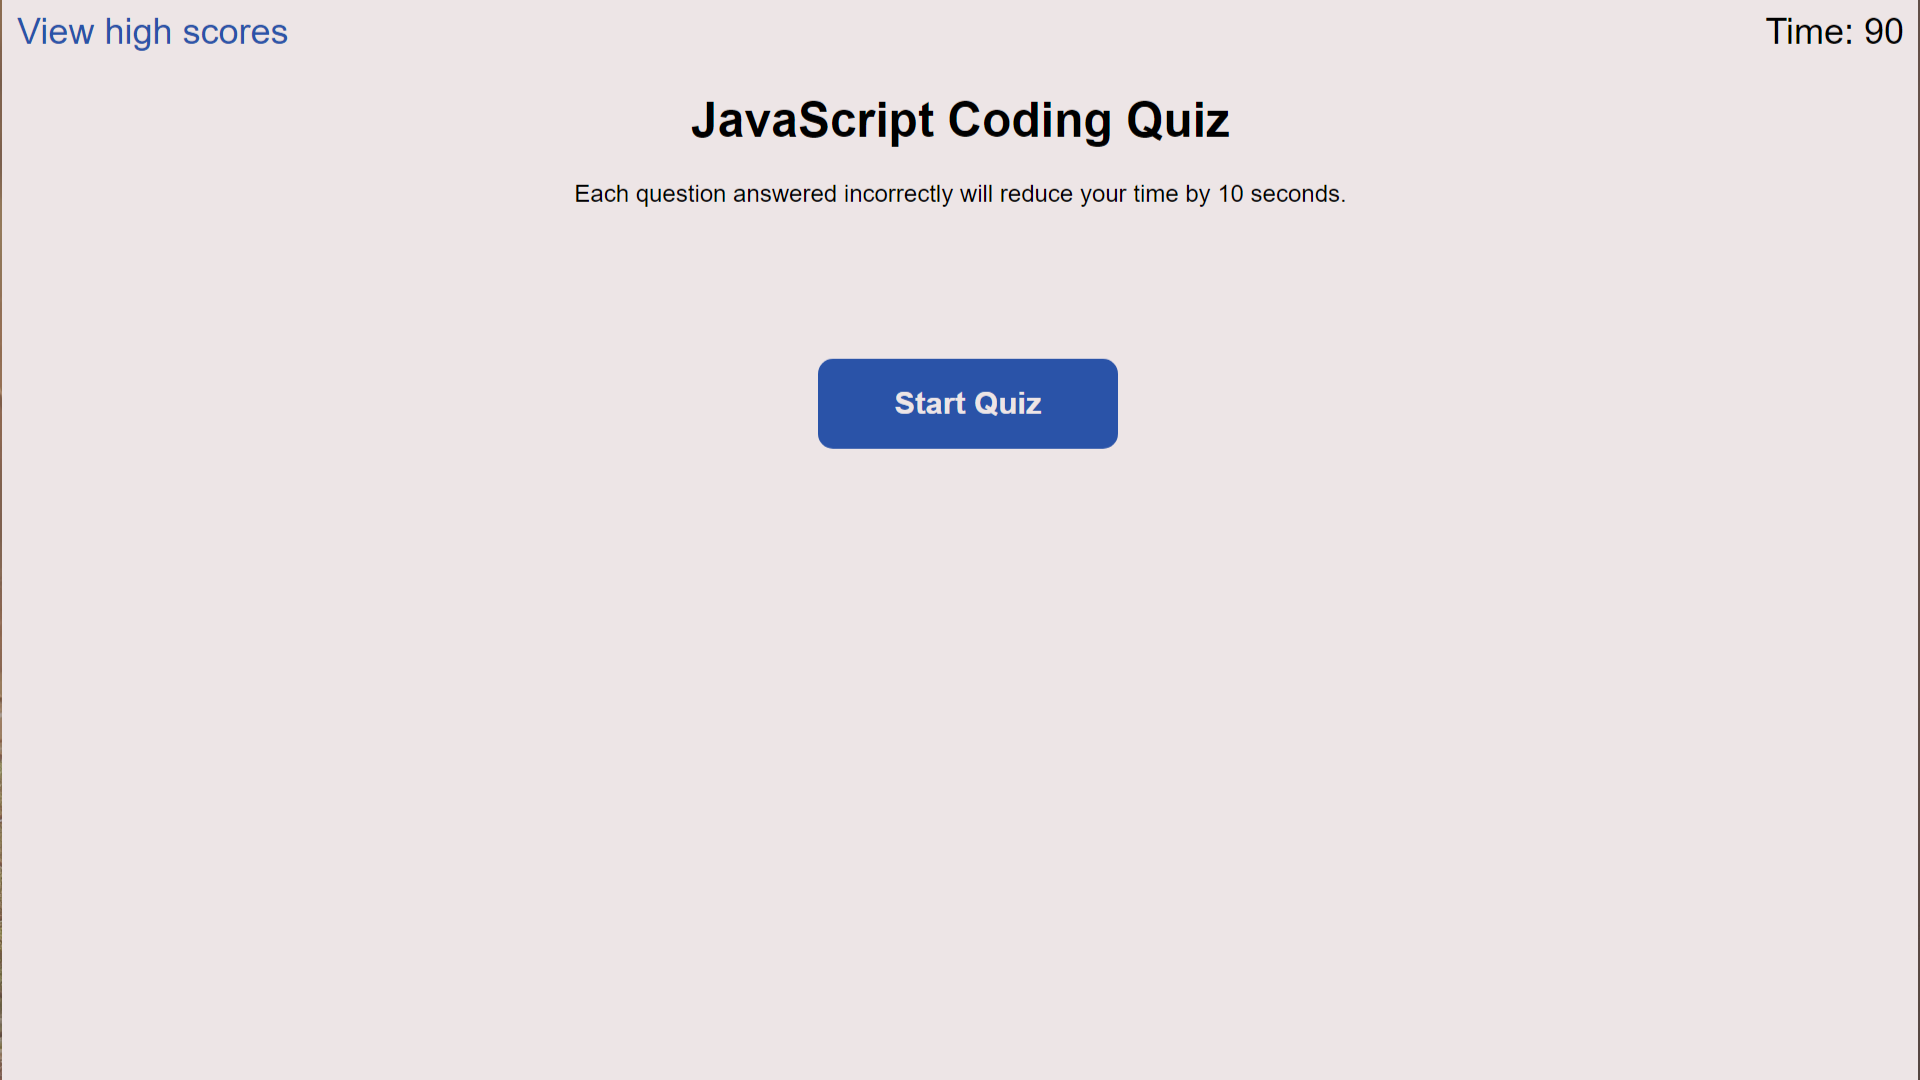 View high scores
Time: 90
JavaScript Coding Quiz
Each question answered incorrectly will reduce your time by 10 seconds.
Start Quiz